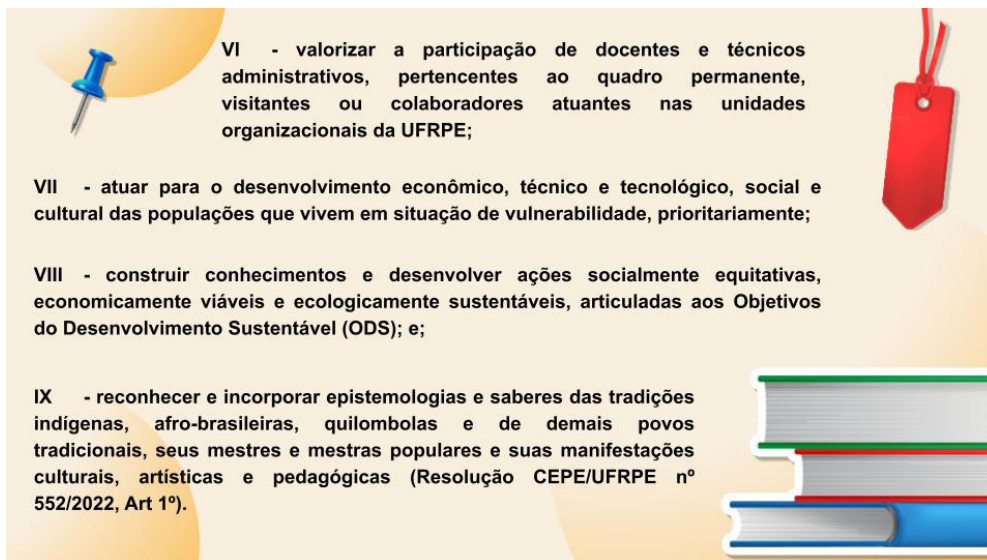 VI - valorizar a participação de docentes e técnicos
administrativos, pertencentes ao quadro permanente,
visitantes ou colaboradores atuantes nas unidades
organizacionais da UFRPE;
VII - atuar para o desenvolvimento econômico, técnico e tecnológico, social e
cultural das populações que vivem em situação de vulnerabilidade, prioritariamente;
VIII - construir conhecimentos e desenvolver ações socialmente equitativas,
economicamente viáveis e ecologicamente sustentáveis, articuladas aos Objetivos
do Desenvolvimento Sustentável (ODS); e;
IX - reconhecer e incorporar epistemologias e saberes das tradições
indígenas, afro-brasileiras, quilombolas e de demais povos
tradicionais, seus mestres e mestras populares e suas manifestações
culturais, artísticas e pedagógicas (Resolução CEPE/UFRPE nº
552/2022, Art 1º).